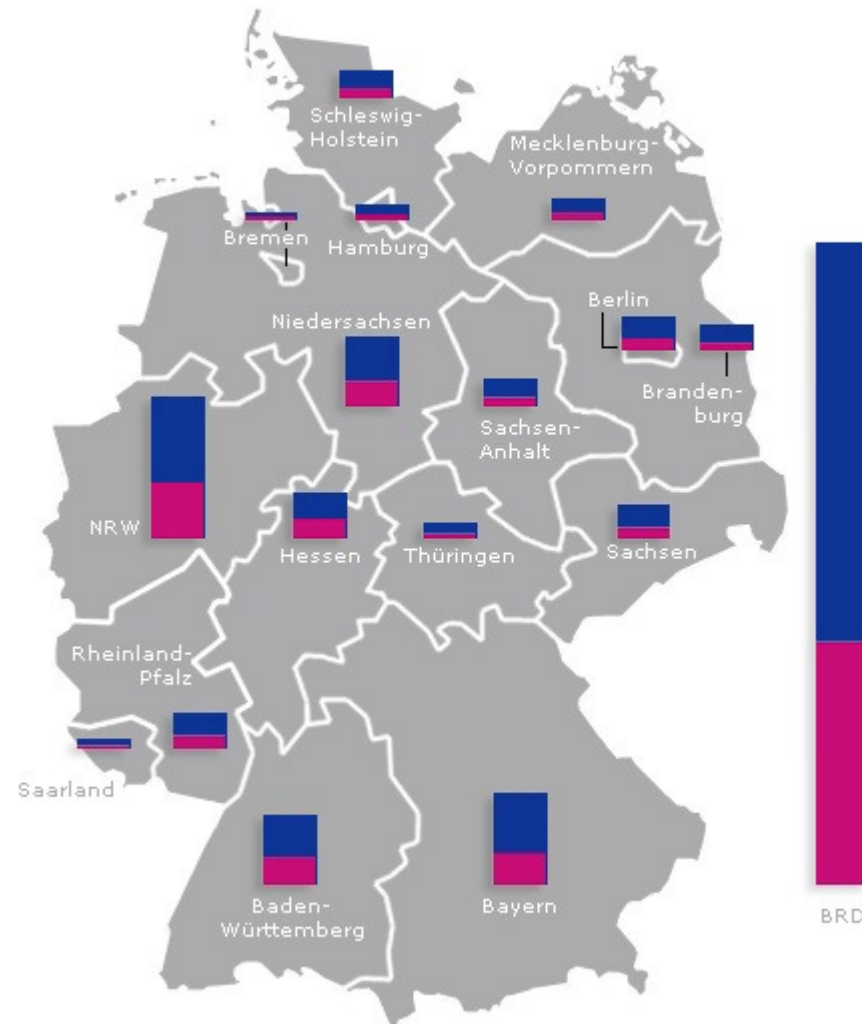 Schleswig-
Holstein
Mecklenburg-
Vorpommern
Bremen
Hamburg
Berlin
Niedersachsen
Branden-
burg
Sachsen-
Anhalt
NRW
Hessen
Thüringen
Sachsen
Rheinland-
Pfalz
Saarland
Baden-
Württemberg
Bayern
BRD